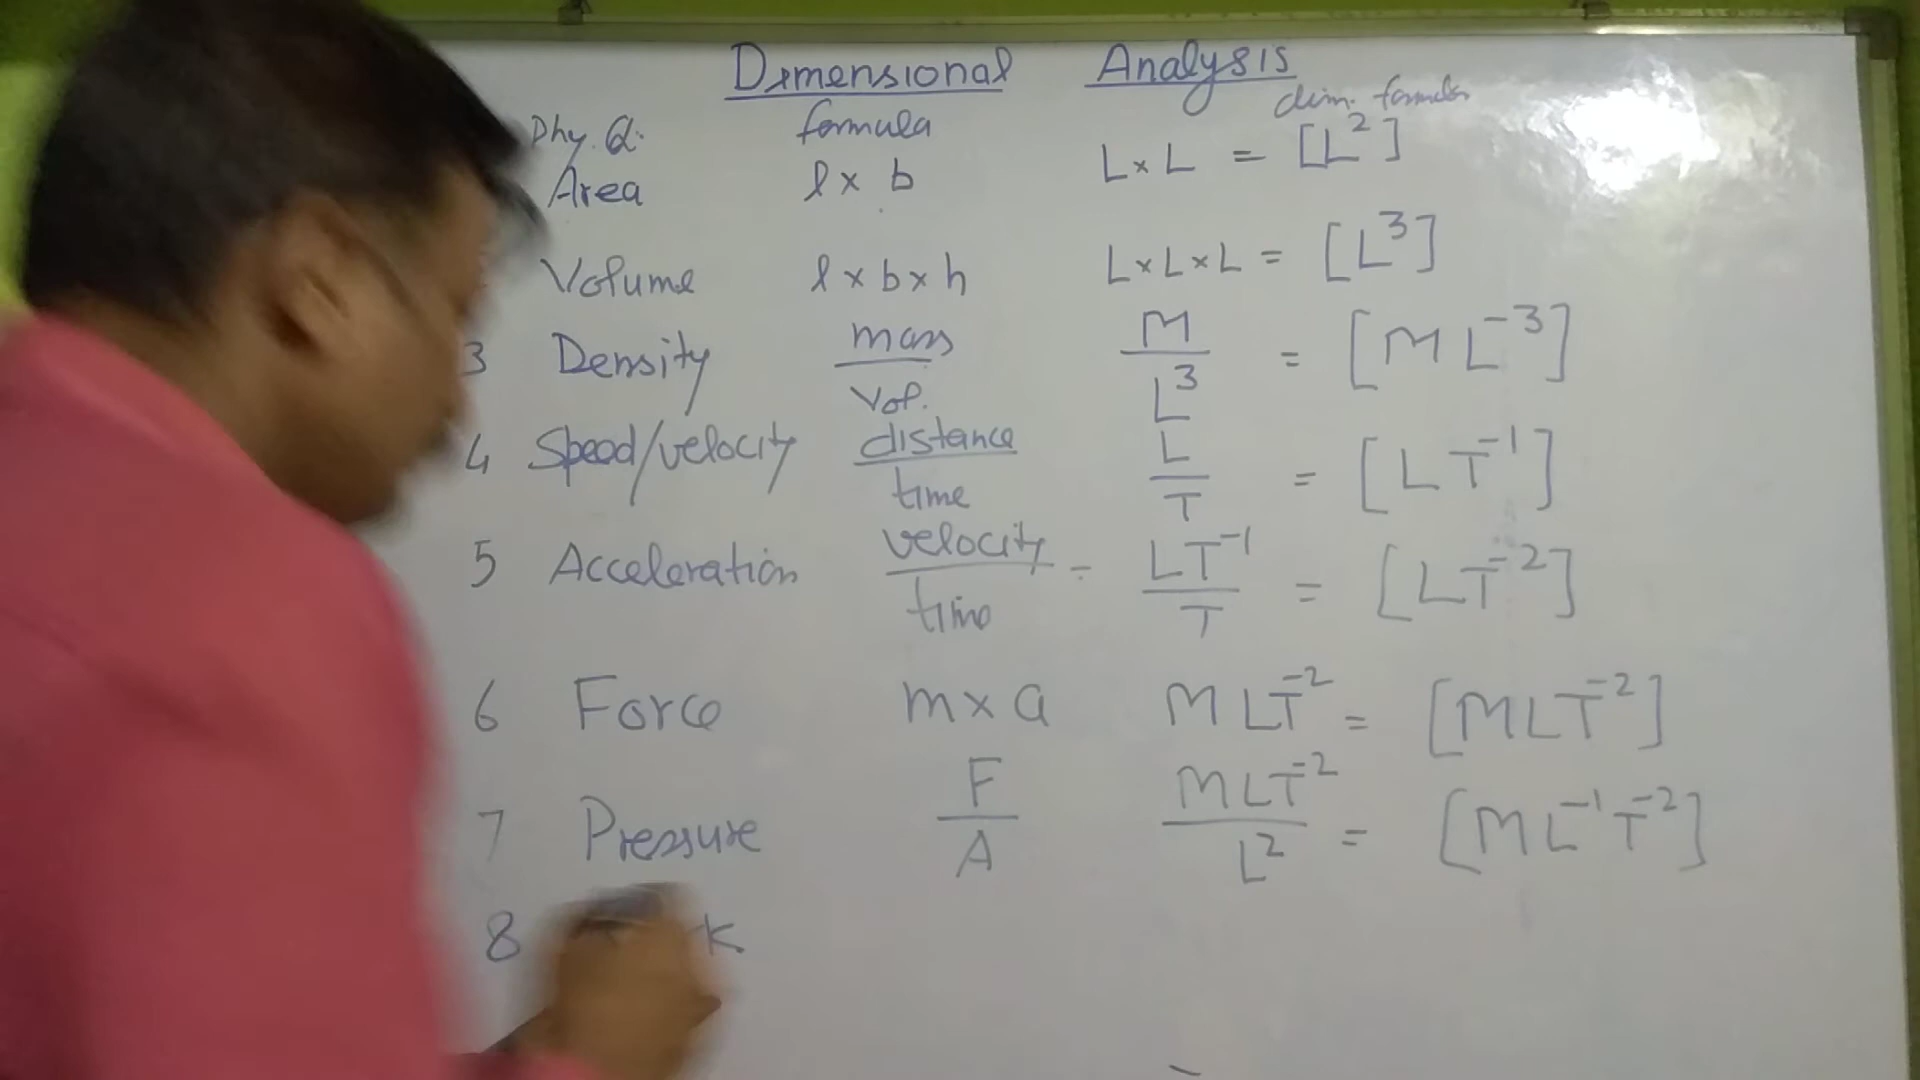 Dimensional Analysis
Phy. Q. formula dim. formula
Area l × b L × L = [L²]
Volume l × b × h L × L × L = [L³]
3 Density mass / Vol. M / L³ = [M L⁻³]
4 Speed/velocity distance / time L / T = [L T⁻¹]
5 Acceleration velocity / time = LT⁻¹ / T = [LT⁻²]
6 Force m × a MLT⁻² = [MLT⁻²]
7 Pressure F / A MLT⁻² / L² = [ML⁻¹T⁻²]
8